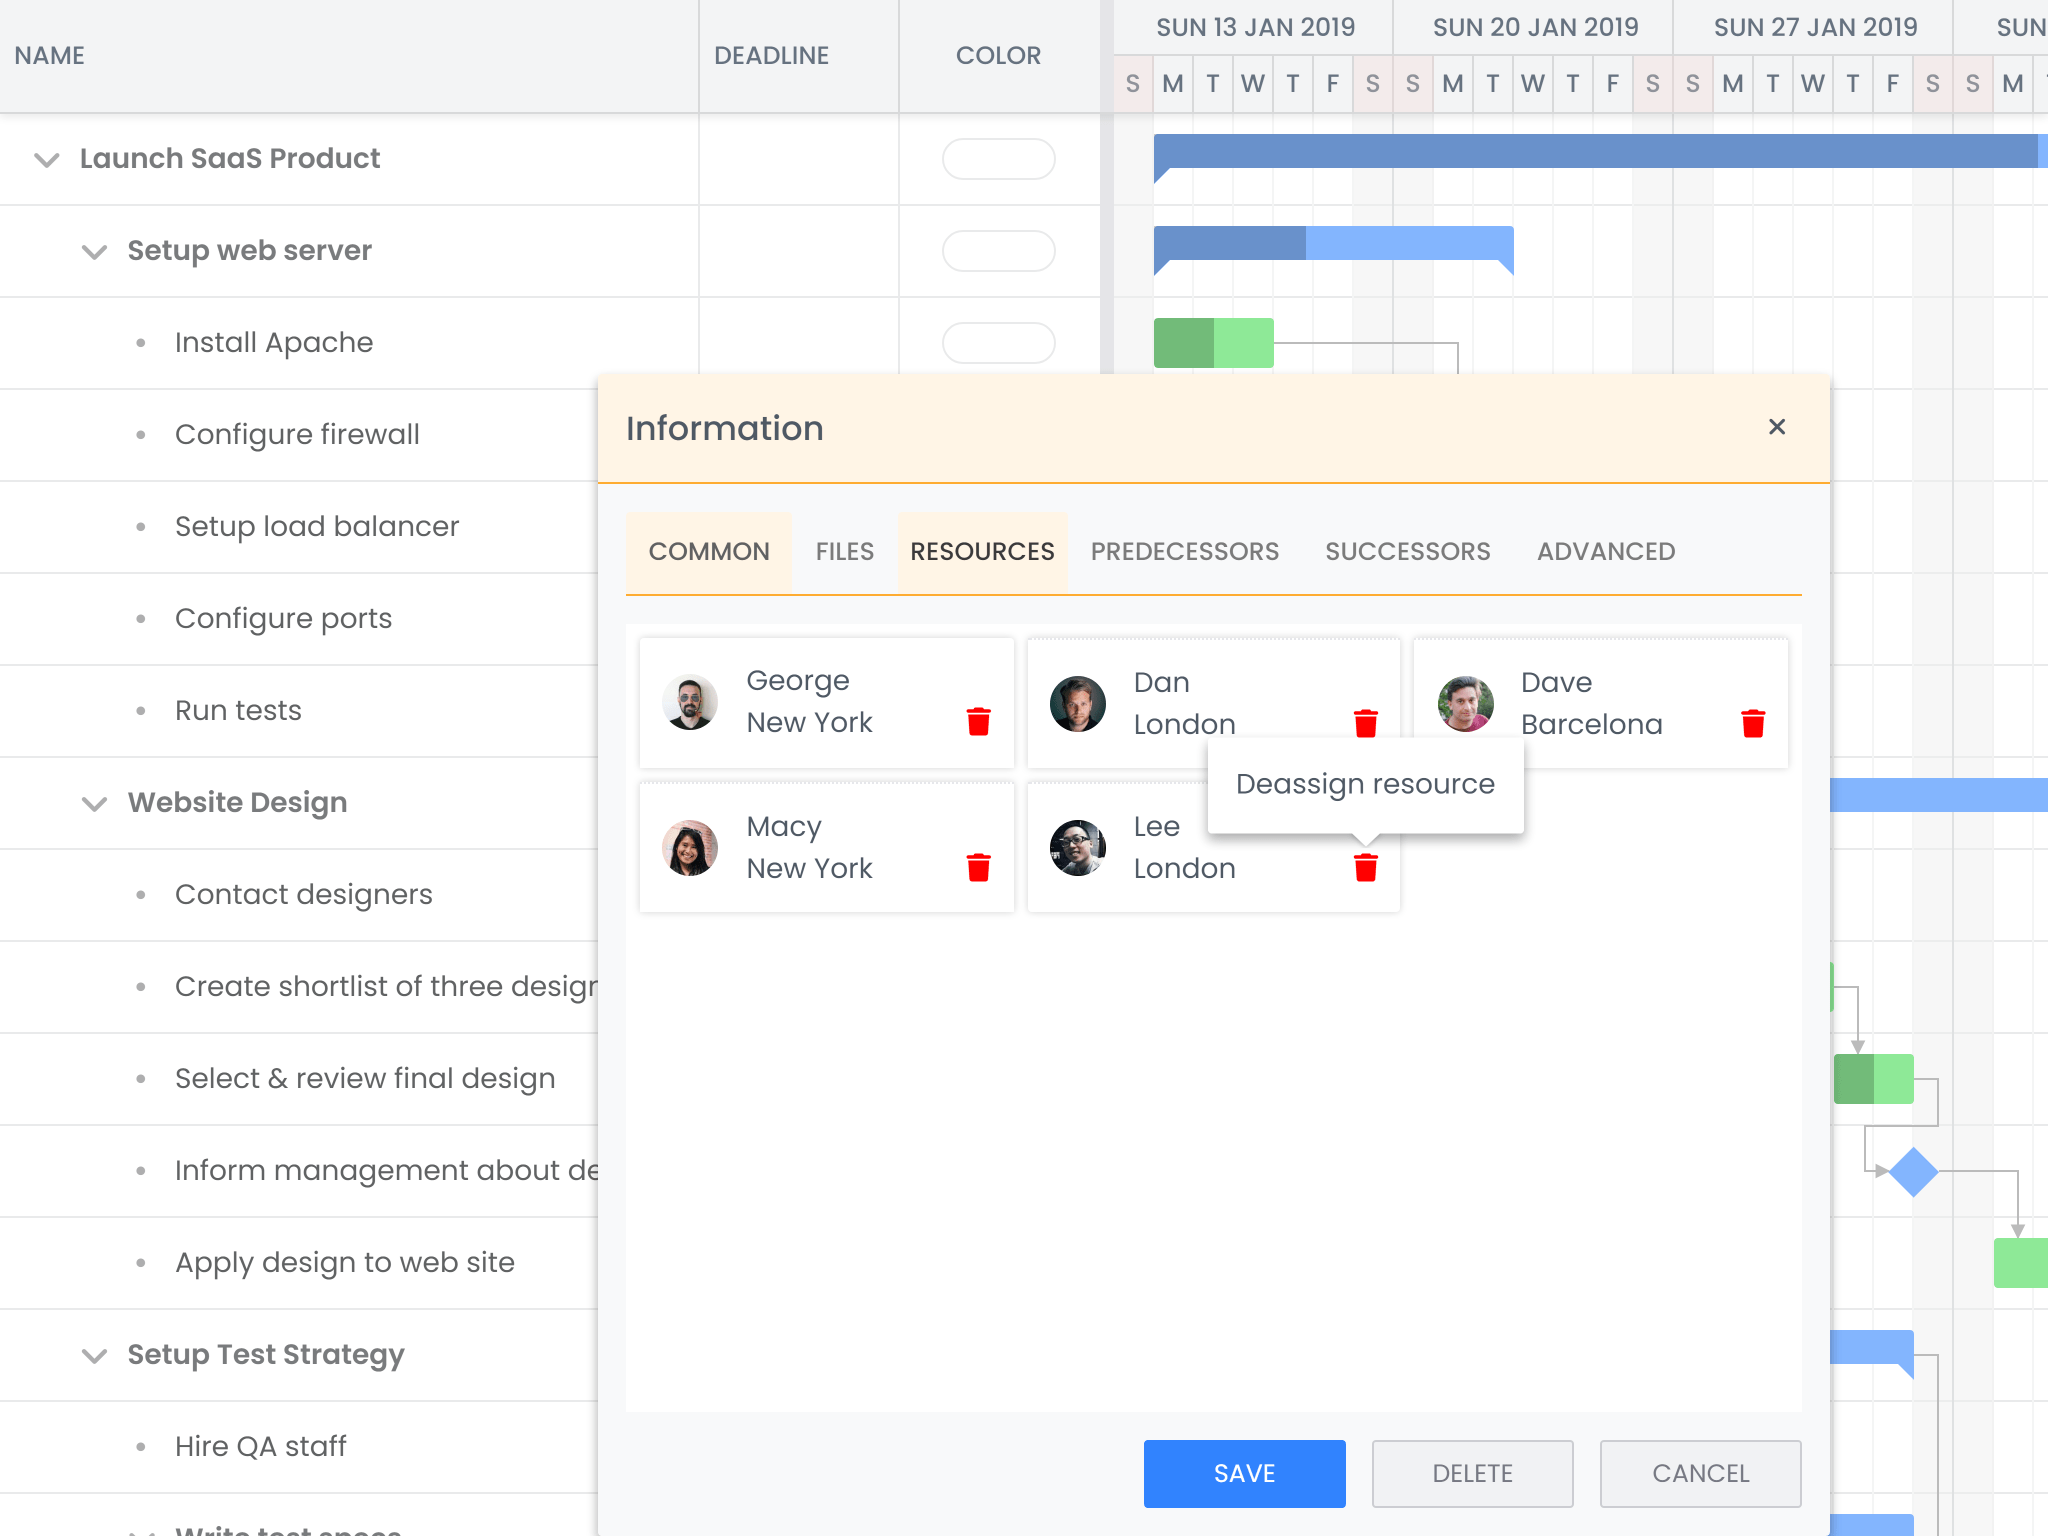 NAME
DEADLINE
COLOR
SUN 13 JAN 2019
SUN 20 JAN 2019
SUN 27 JAN 2019
SUN
S M T W T F S S M T W T F S S M T W T F S S M
Launch SaaS Product
Setup web server
Install Apache
Configure firewall
Setup load balancer
Configure ports
Run tests
Website Design
Contact designers
Create shortlist of three desig
Select & review final design
Inform management about de
Apply design to web site
Setup Test Strategy
Hire QA staff
Write test specs
Information
COMMON
FILES
RESOURCES
PREDECESSORS
SUCCESSORS
ADVANCED
George
New York
Dan
London
Dave
Barcelona
Macy
New York
Lee
London
Deassign resource
SAVE
DELETE
CANCEL